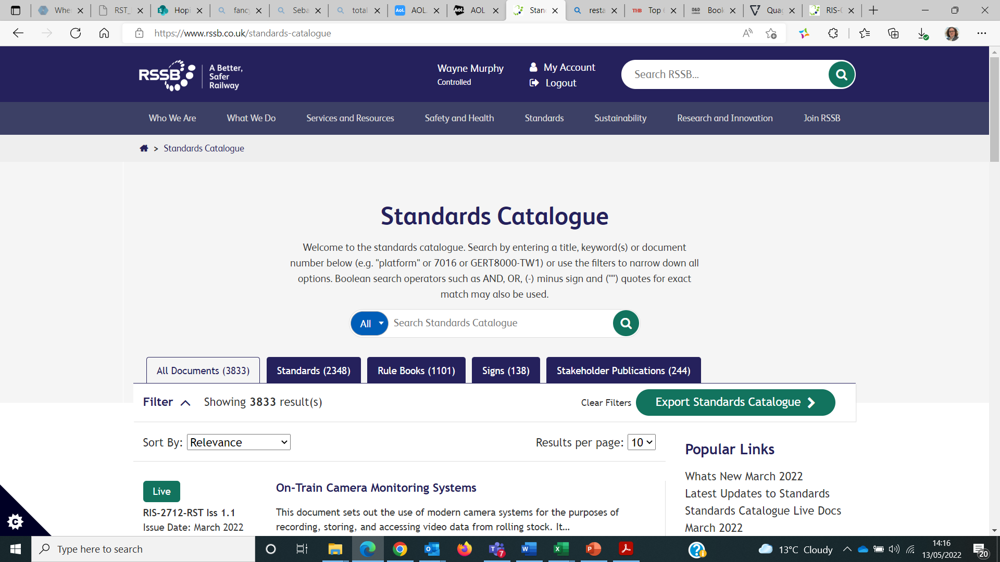 Whe
RST_
Hopi
fanc
Seba
total
Aol. AOL
Aol. AOL
Stan
resta
THB Top
D&D Book
Qua
RIS-
https://www.rssb.co.uk/standards-catalogue
RSSB
A Better,
Safer
Railway
Wayne Murphy
Controlled
My Account
Logout
Search RSSB...
Who We Are
What We Do
Services and Resources
Safety and Health
Standards
Sustainability
Research and Innovation
Join RSSB
> Standards Catalogue
Standards Catalogue
Welcome to the standards catalogue. Search by entering a title, keyword(s) or document
number below (e.g. "platform" or 7016 or GERT8000-TW1) or use the filters to narrow down all
options. Boolean search operators such as AND, OR, (-) minus sign and ("") quotes for exact
match may also be used.
All
Search Standards Catalogue
All Documents (3833)
Standards (2348)
Rule Books (1101)
Signs (138)
Stakeholder Publications (244)
Filter
Showing 3833 result(s)
Clear Filters
Export Standards Catalogue
Sort By: Relevance
Results per page: 10
Popular Links
Whats New March 2022
Latest Updates to Standards
Standards Catalogue Live Docs
March 2022
Live
RIS-2712-RST Iss 1.1
Issue Date: March 2022
On-Train Camera Monitoring Systems
This document sets out the use of modern camera systems for the purposes of
recording, storing, and accessing video data from rolling stock. It...
Type here to search
7
13°C Cloudy
14:16
13/05/2022
20